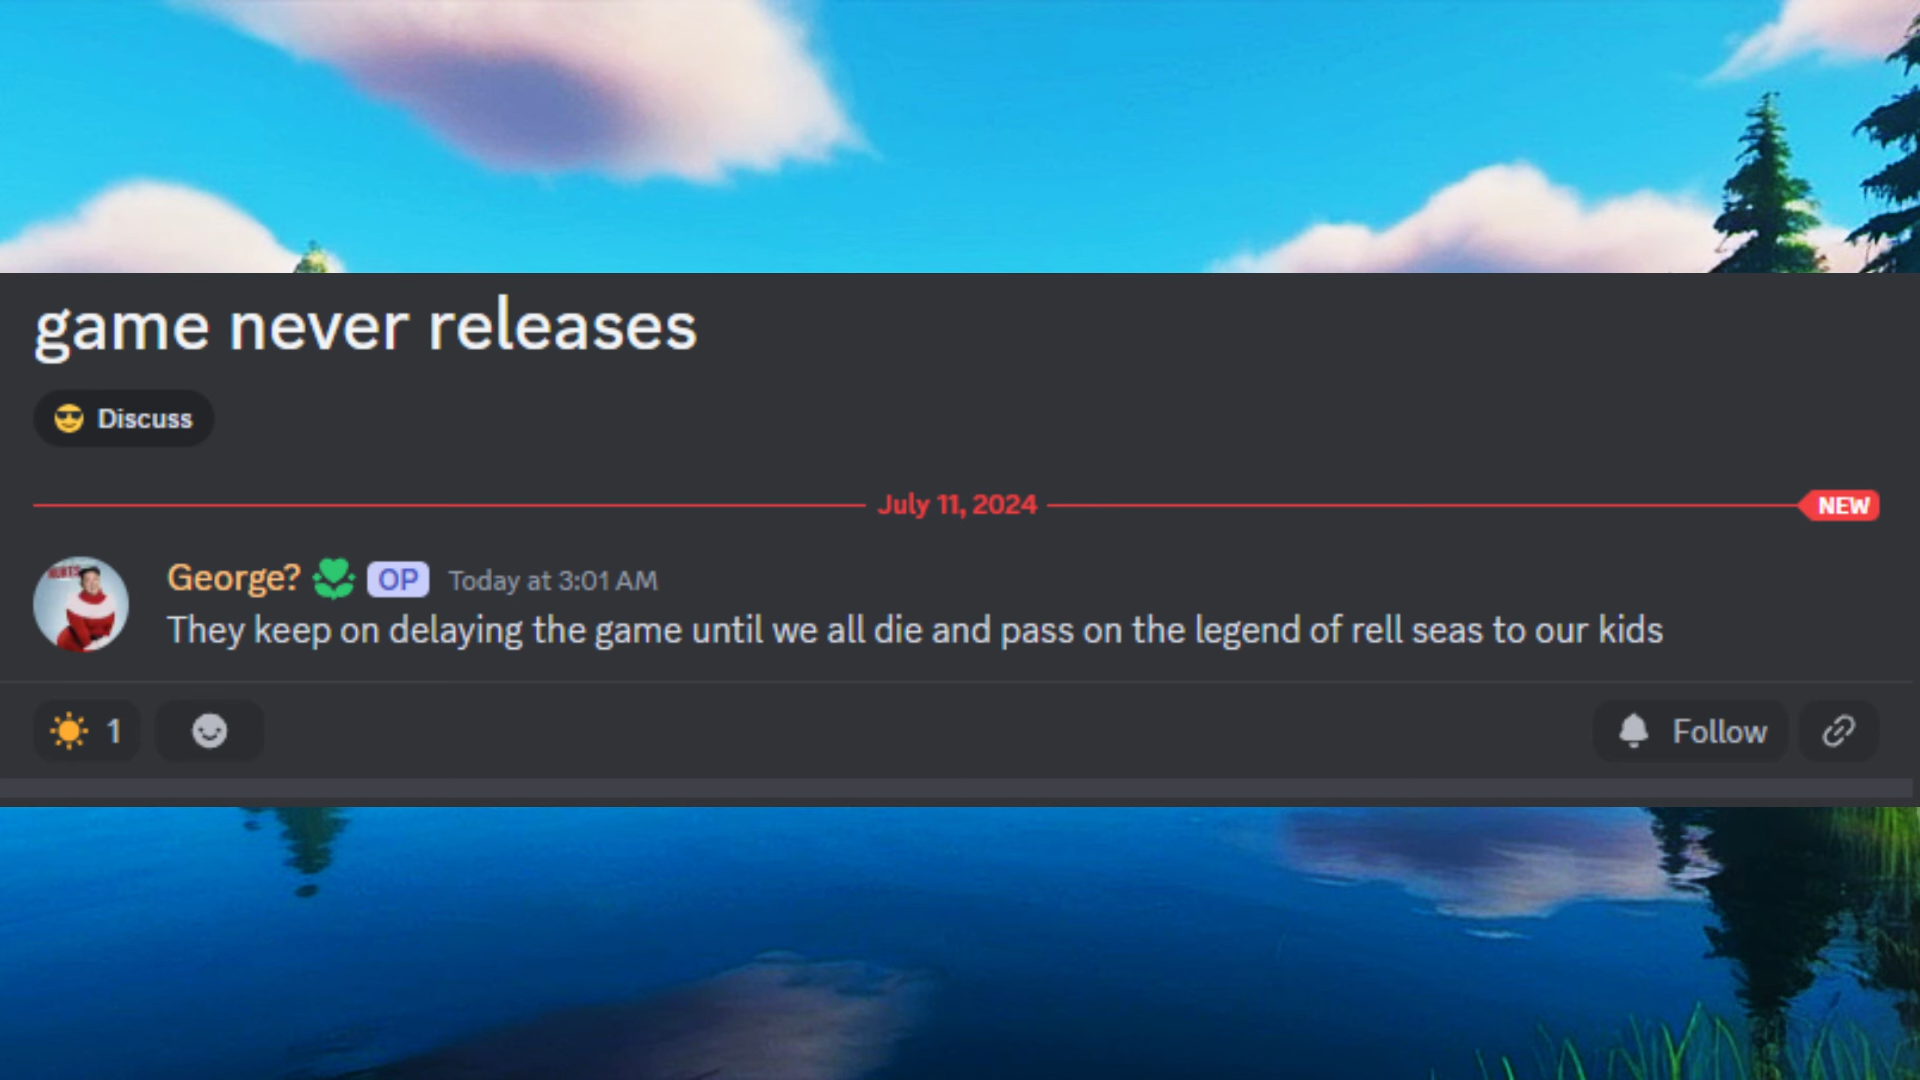 game never releases
😎 Discuss
July 11, 2024
NEW
George? OP Today at 3:01 AM
They keep on delaying the game until we all die and pass on the legend of rell seas to our kids
1
Follow